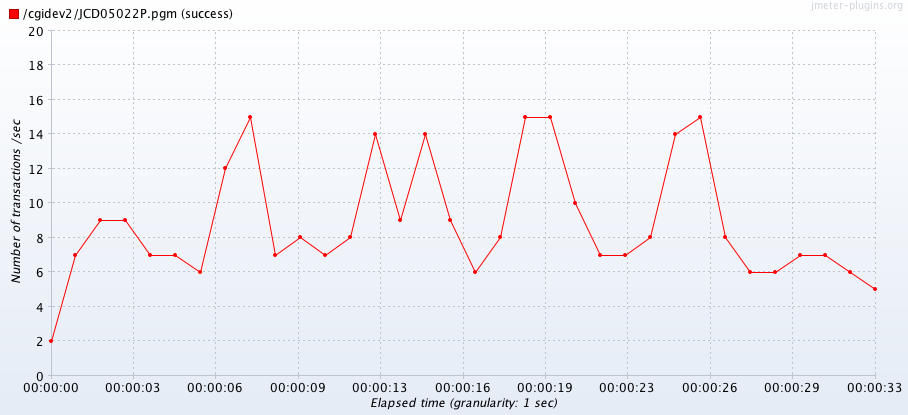 /cgidev2/JCD05022P.pgm (success)
jmeter-plugins.org
20
18
16
14
12
10
8
6
4
2
0
Number of transactions /sec
00:00:00 00:00:03 00:00:06 00:00:09 00:00:13 00:00:16 00:00:19 00:00:23 00:00:26 00:00:29 00:00:33
Elapsed time (granularity: 1 sec)